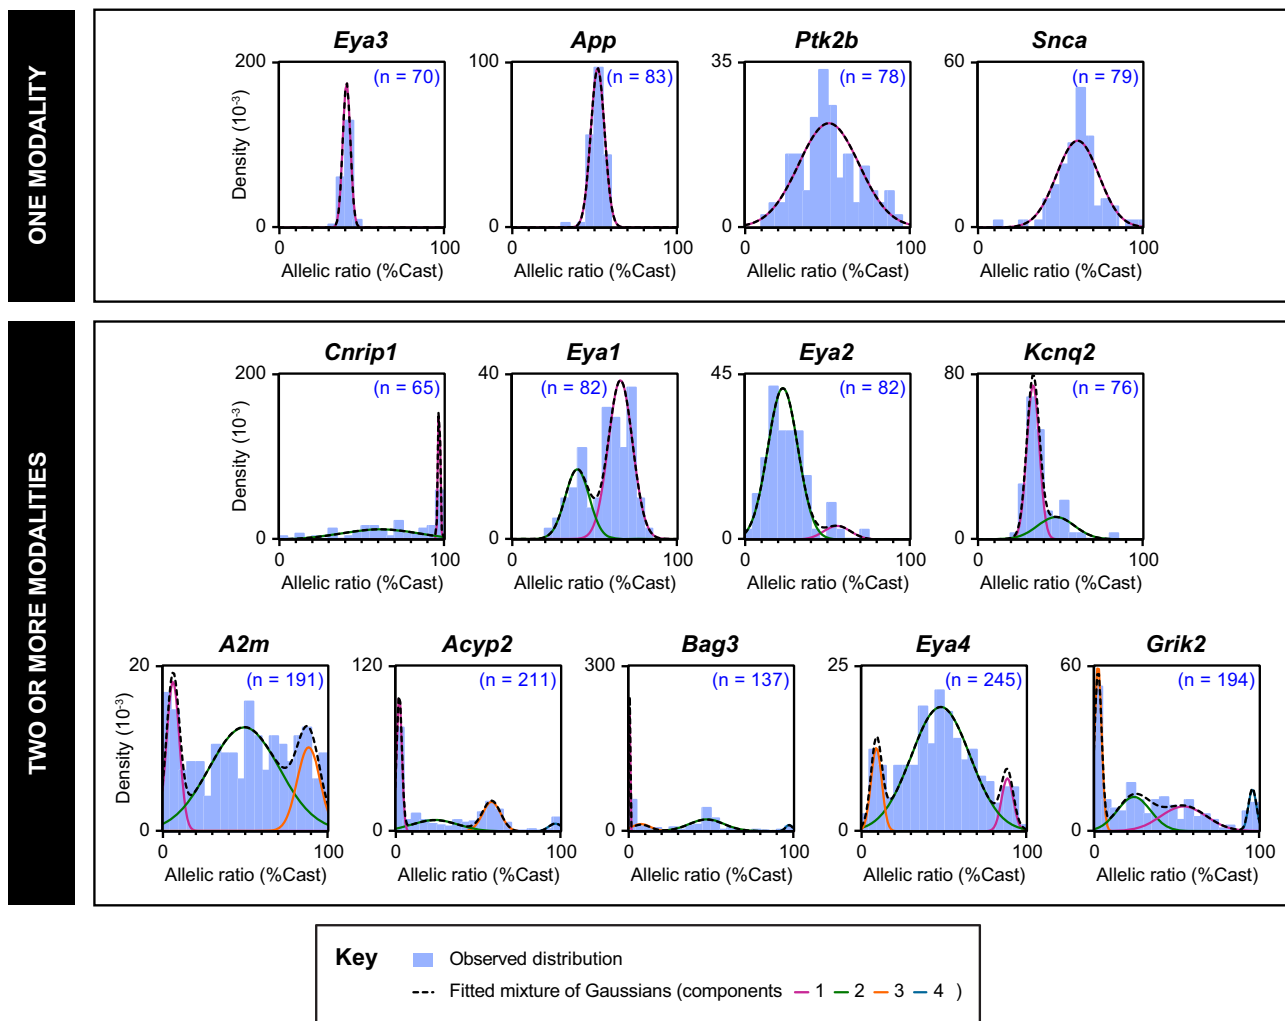 ONE MODALITY
Eya3 App Ptk2b Snca
200 100 35 60
(n = 70) (n = 83) (n = 78) (n = 79)
Density (10-3)
0 0 0 0
0 100 0 100 0 100 0 100
Allelic ratio (%Cast) Allelic ratio (%Cast) Allelic ratio (%Cast) Allelic ratio (%Cast)
TWO OR MORE MODALITIES
Cnrip1 Eya1 Eya2 Kcnq2
200 40 45 80
(n = 65) (n = 82) (n = 82) (n = 76)
Density (10-3)
0 0 0 0
0 100 0 100 0 100 0 100
Allelic ratio (%Cast) Allelic ratio (%Cast) Allelic ratio (%Cast) Allelic ratio (%Cast)
A2m Acyp2 Bag3 Eya4 Grik2
20 120 300 25 60
(n = 191) (n = 211) (n = 137) (n = 245) (n = 194)
Density (10-3)
0 0 0 0 0
0 100 0 100 0 100 0 100 0 100
Allelic ratio (%Cast) Allelic ratio (%Cast) Allelic ratio (%Cast) Allelic ratio (%Cast) Allelic ratio (%Cast)
Key Observed distribution
Fitted mixture of Gaussians (components 1 2 3 4 )